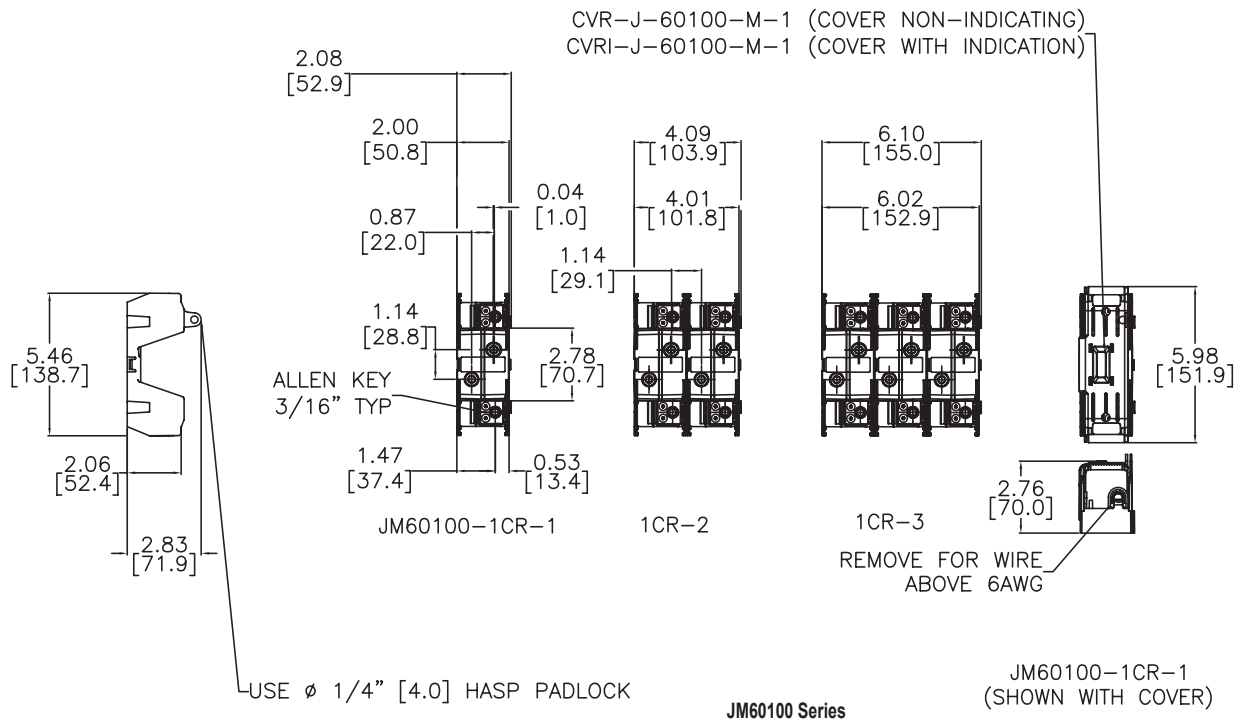 CVR-J-60100-M-1 (COVER NON-INDICATING)
CVRI-J-60100-M-1 (COVER WITH INDICATION)
2.08
[52.9]
2.00
[50.8]
4.09
[103.9]
6.10
[155.0]
0.04
[1.0]
4.01
[101.8]
6.02
[152.9]
0.87
[22.0]
1.14
[29.1]
1.14
[28.8]
5.46
[138.7]
2.78
[70.7]
5.98
[151.9]
ALLEN KEY
3/16" TYP
2.06
[52.4]
1.47
[37.4]
0.53
[13.4]
2.76
[70.0]
JM60100-1CR-1
1CR-2
1CR-3
2.83
[71.9]
REMOVE FOR WIRE
ABOVE 6AWG
USE ø 1/4" [4.0] HASP PADLOCK
JM60100-1CR-1
(SHOWN WITH COVER)
JM60100 Series